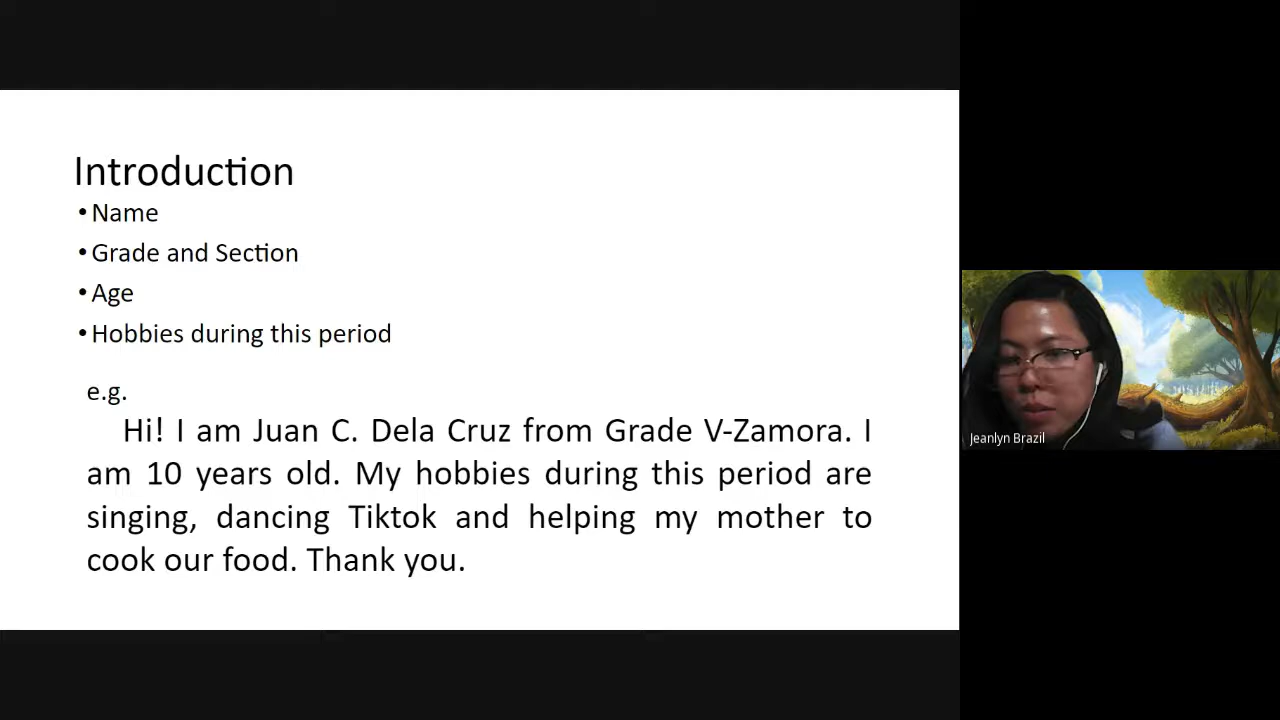 Introduction
•Name
•Grade and Section
•Age
•Hobbies during this period
e.g.
Hi! I am Juan C. Dela Cruz from Grade V-Zamora. I
am 10 years old. My hobbies during this period are
singing, dancing Tiktok and helping my mother to
cook our food. Thank you.
Jeanlyn Brazil